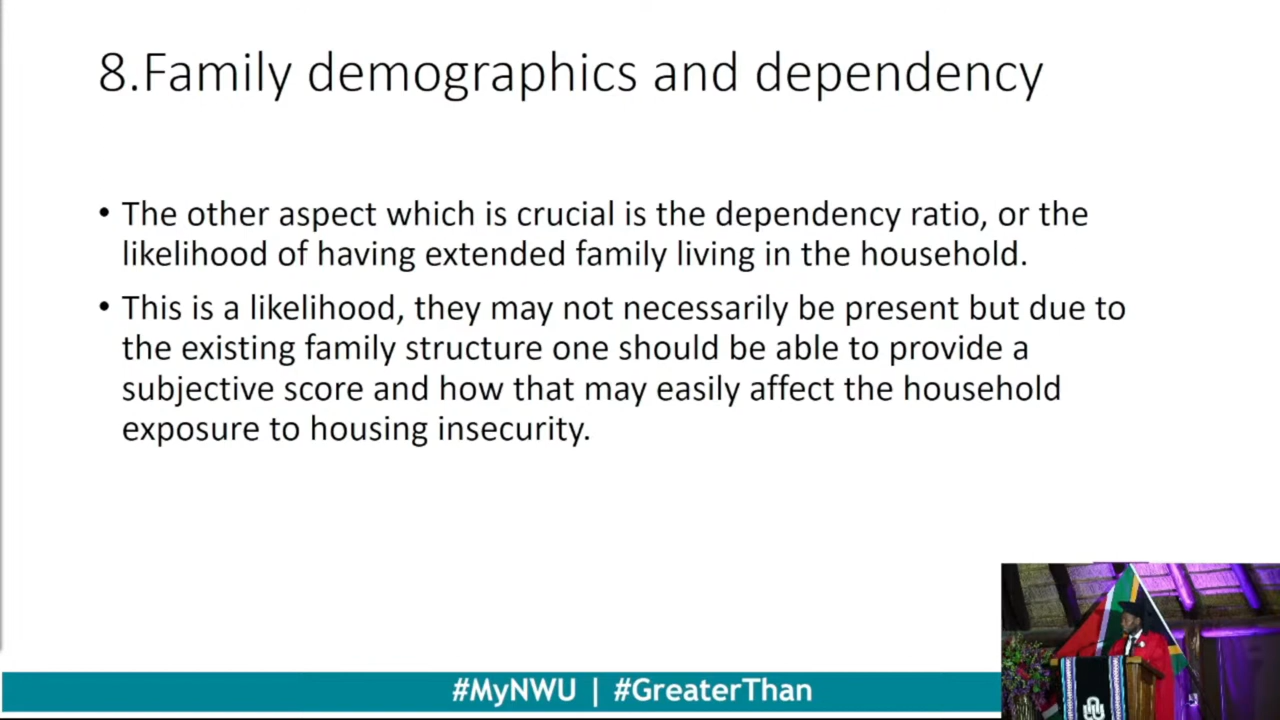 8.Family demographics and dependency
• The other aspect which is crucial is the dependency ratio, or the
likelihood of having extended family living in the household.
• This is a likelihood, they may not necessarily be present but due to
the existing family structure one should be able to provide a
subjective score and how that may easily affect the household
exposure to housing insecurity.
#MyNWU | #GreaterThan